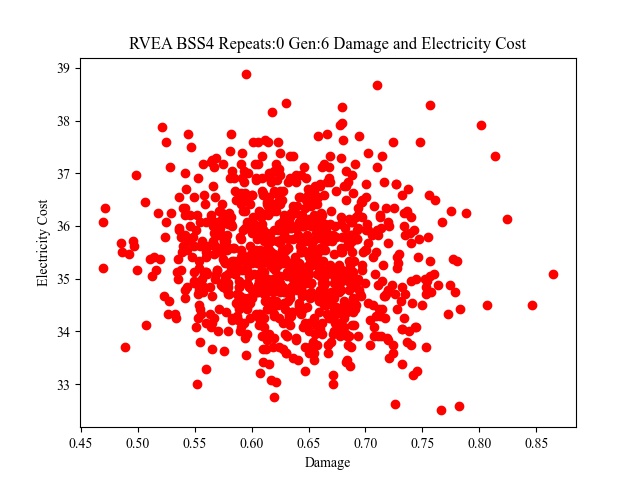 RVEA BSS4 Repeats:0 Gen:6 Damage and Electricity Cost
39
38
37
36
35
34
33
Electricity Cost
0.45 0.50 0.55 0.60 0.65 0.70 0.75 0.80 0.85
Damage